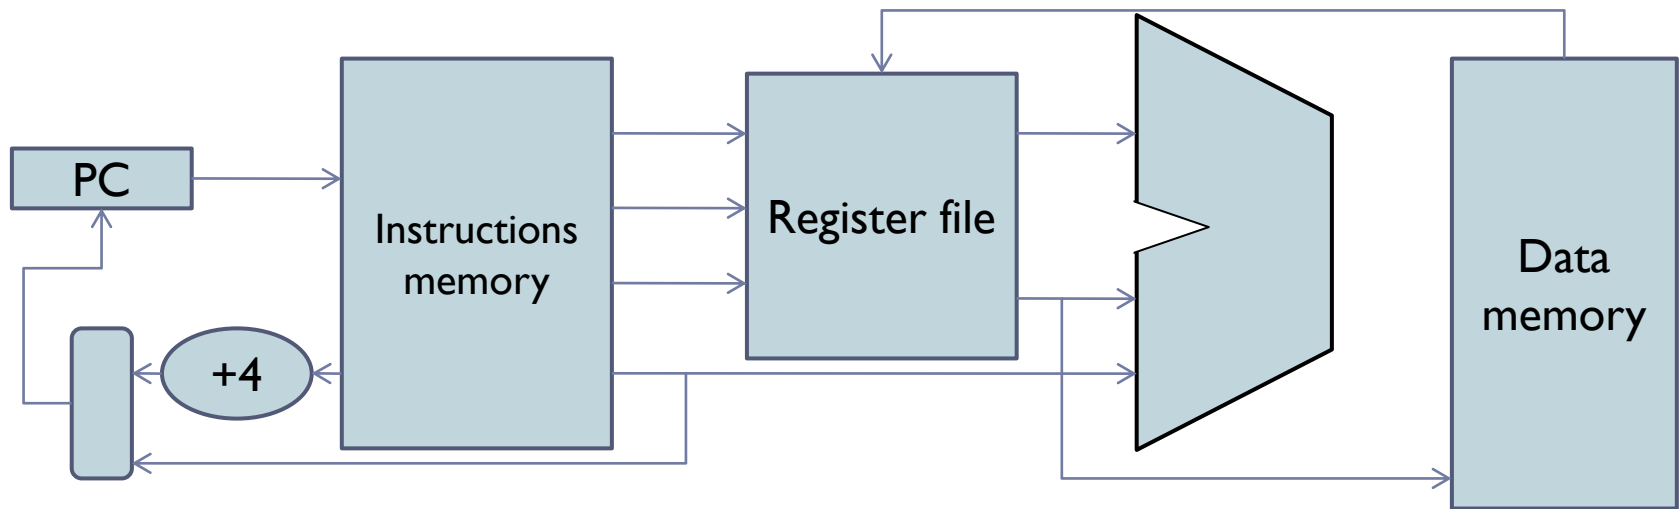 PC
Instructions
memory
+4
Register file
Data
memory